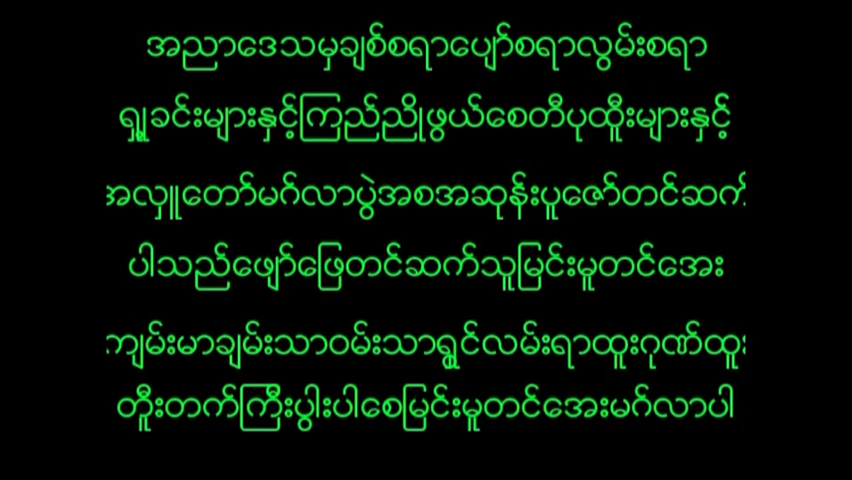 အညာဒေသမှချစ်စရာပျော်စရာလွမ်းစရာ
ရှုခင်းများနှင့်ကြည်ညိုဖွယ်စေတီပုထိူးများနှင့်
အလှူတော်မဂ်လာပွဲအစအဆုန်းပူဇော်တင်ဆက်
ပါသည်ဖျော်ဖြေတင်ဆက်သူမြင်းမူတင်အေး
ကျမ်းမာချမ်းသာဝမ်းသာရွှင်လမ်းရာထူးဂုဏ်ထူး
တိူးတက်ကြီးပွါးပါစေမြင်းမူတင်အေးမဂ်လာပါ